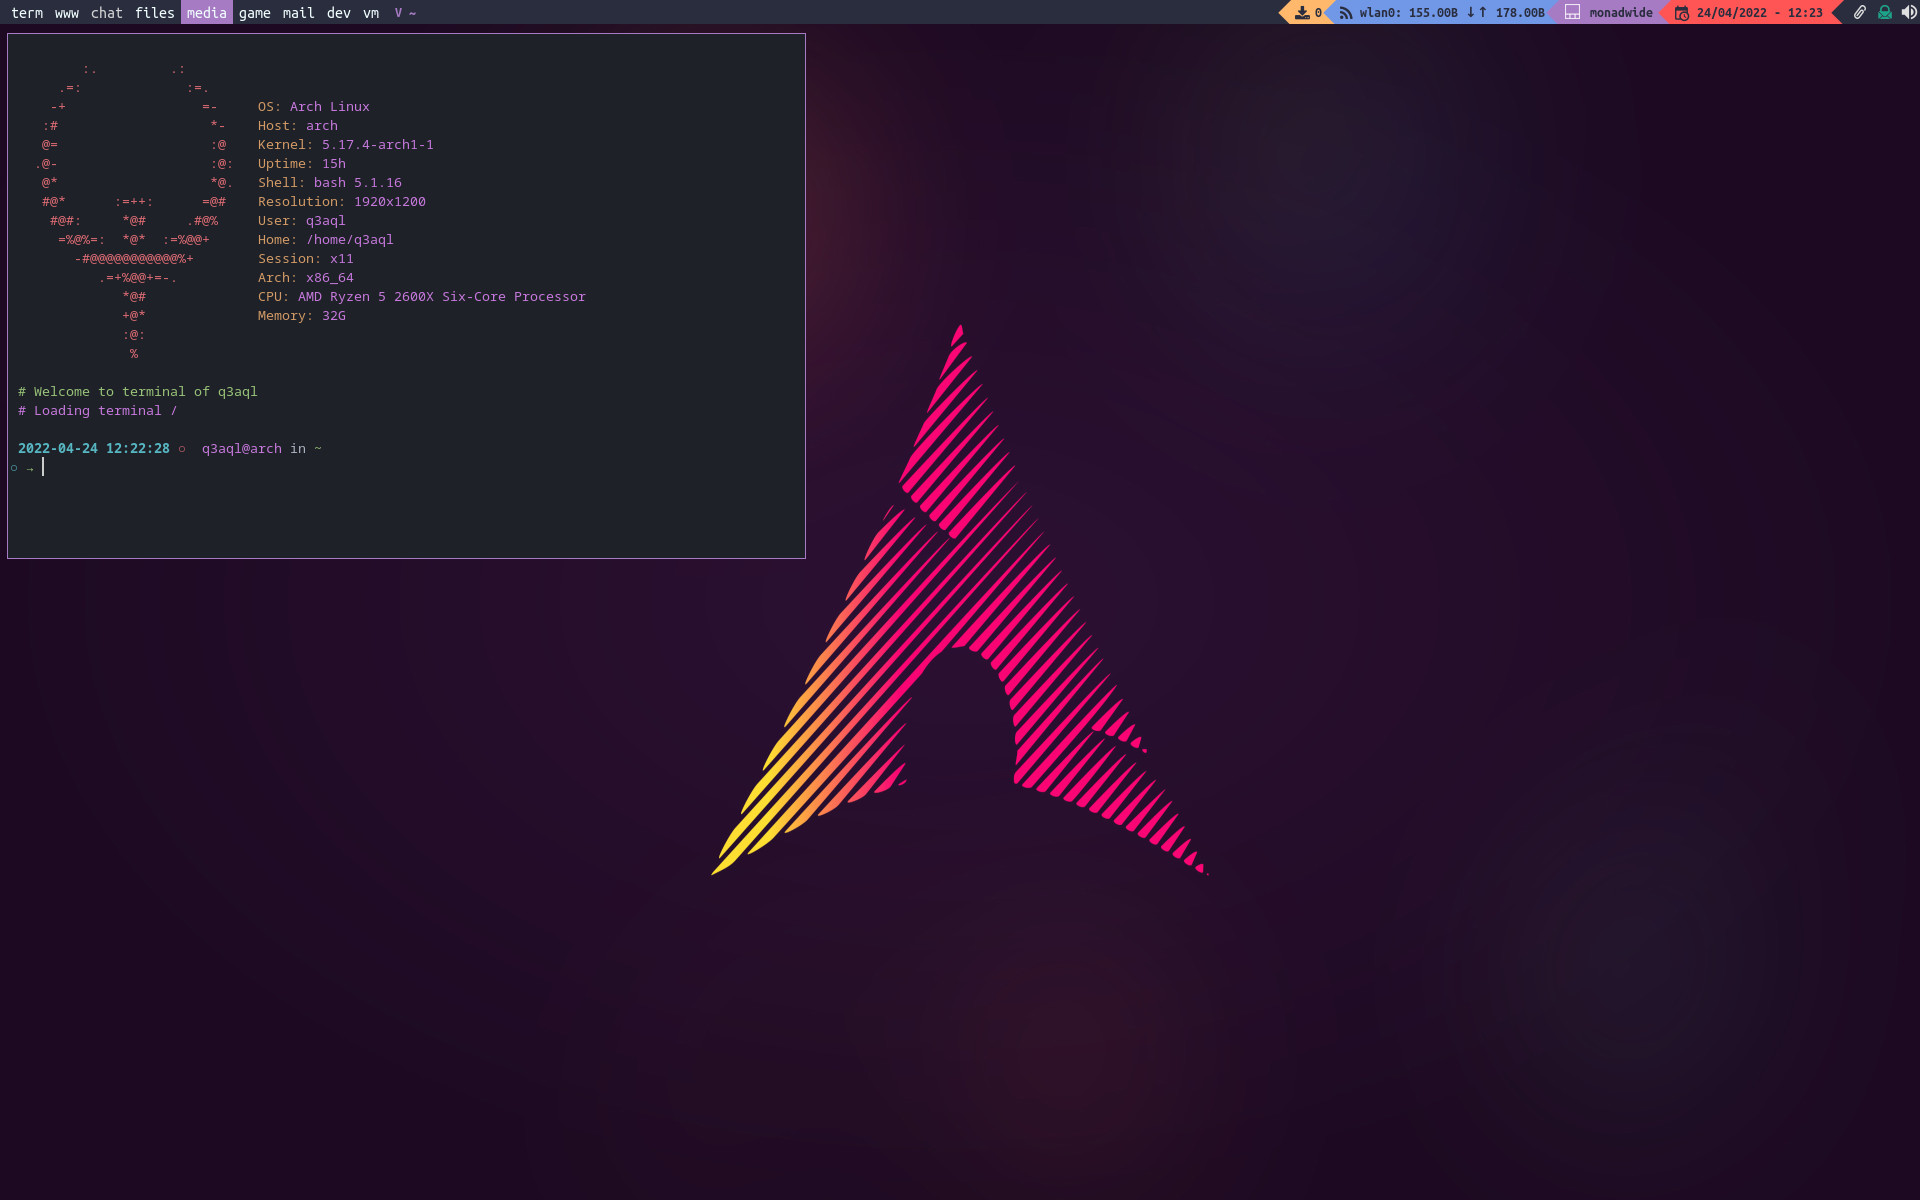 term www chat files media game mail dev vm V ~ 0 wlan0: 155.00B ↓↑ 178.00B monadwide 24/04/2022 - 12:23
:. .:
.=: :=.
-+ =- OS: Arch Linux
:# *- Host: arch
@= :@ Kernel: 5.17.4-arch1-1
.@- :@: Uptime: 15h
@* *@. Shell: bash 5.1.16
#@* :=++: =@# Resolution: 1920x1200
#@#: *@# .#@% User: q3aql
=%@%=: *@* :=%@@+ Home: /home/q3aql
-#@@@@@@@@@@@%+ Session: x11
.=+%@@+=-. Arch: x86_64
*@# CPU: AMD Ryzen 5 2600X Six-Core Processor
+@* Memory: 32G
:@:
%
# Welcome to terminal of q3aql
# Loading terminal /
2022-04-24 12:22:28 ○ q3aql@arch in ~
○ →